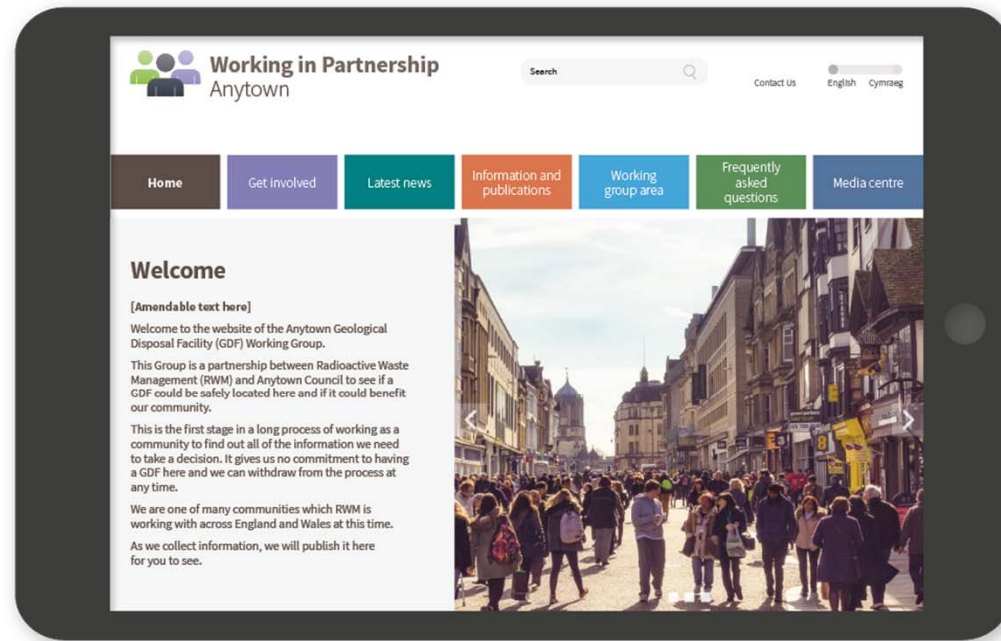 Working in Partnership
Anytown
Search
Contact Us
English Cymraeg
Home
Get involved
Latest news
Information and
publications
Working
group area
Frequently
asked
questions
Media centre
Welcome
[Amendable text here]
Welcome to the website of the Anytown Geological
Disposal Facility (GDF) Working Group.
This Group is a partnership between Radioactive Waste
Management (RWM) and Anytown Council to see if a
GDF could be safely located here and if it could benefit
our community.
This is the first stage in a long process of working as a
community to find out all of the information we need
to take a decision. It gives us no commitment to having
a GDF here and we can withdraw from the process at
any time.
We are one of many communities which RWM is
working with across England and Wales at this time.
As we collect information, we will publish it here
for you to see.